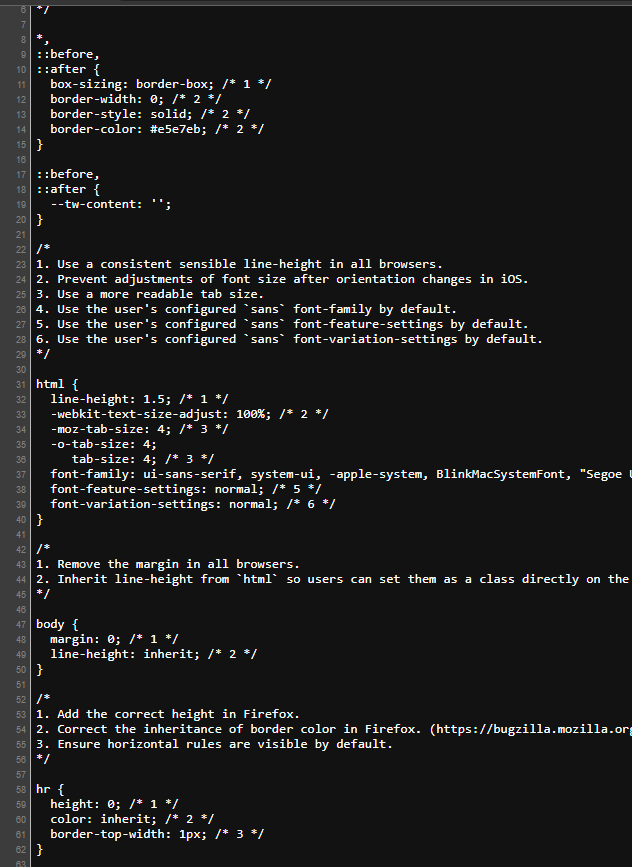 6 */
7
8 *,
9 ::before,
10 ::after {
11   box-sizing: border-box; /* 1 */
12   border-width: 0; /* 2 */
13   border-style: solid; /* 2 */
14   border-color: #e5e7eb; /* 2 */
15 }
16
17 ::before,
18 ::after {
19   --tw-content: '';
20 }
21
22 /*
23 1. Use a consistent sensible line-height in all browsers.
24 2. Prevent adjustments of font size after orientation changes in iOS.
25 3. Use a more readable tab size.
26 4. Use the user's configured `sans` font-family by default.
27 5. Use the user's configured `sans` font-feature-settings by default.
28 6. Use the user's configured `sans` font-variation-settings by default.
29 */
30
31 html {
32   line-height: 1.5; /* 1 */
33   -webkit-text-size-adjust: 100%; /* 2 */
34   -moz-tab-size: 4; /* 3 */
35   -o-tab-size: 4;
36      tab-size: 4; /* 3 */
37   font-family: ui-sans-serif, system-ui, -apple-system, BlinkMacSystemFont, "Segoe
38   font-feature-settings: normal; /* 5 */
39   font-variation-settings: normal; /* 6 */
40 }
41
42 /*
43 1. Remove the margin in all browsers.
44 2. Inherit line-height from `html` so users can set them as a class directly on the
45 */
46
47 body {
48   margin: 0; /* 1 */
49   line-height: inherit; /* 2 */
50 }
51
52 /*
53 1. Add the correct height in Firefox.
54 2. Correct the inheritance of border color in Firefox. (https://bugzilla.mozilla.org
55 3. Ensure horizontal rules are visible by default.
56 */
57
58 hr {
59   height: 0; /* 1 */
60   color: inherit; /* 2 */
61   border-top-width: 1px; /* 3 */
62 }
63